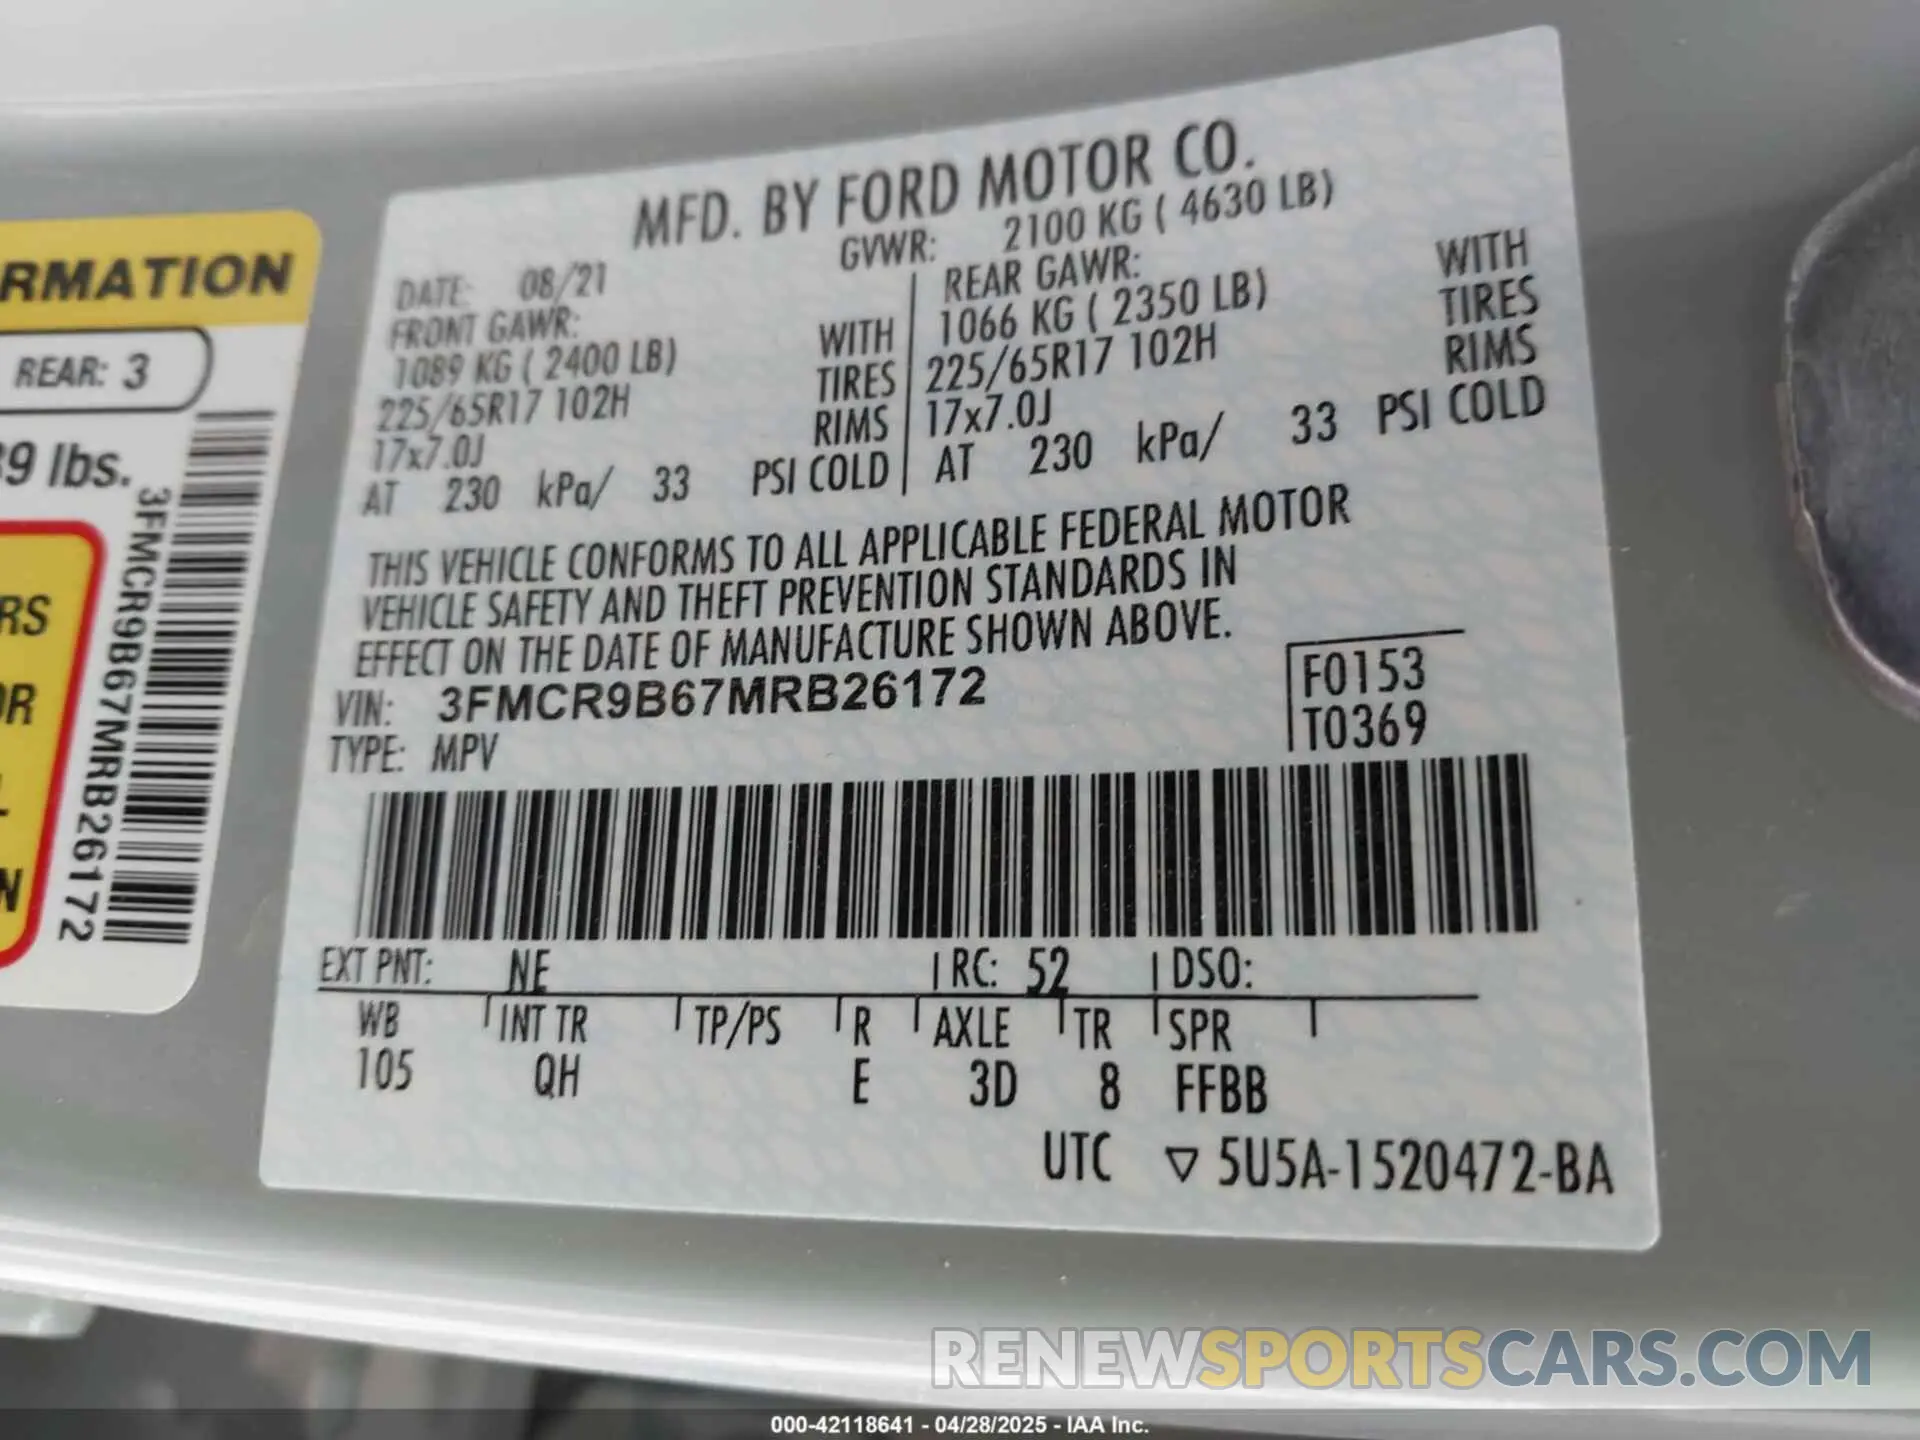 MFD. BY FORD MOTOR CO.
DATE: 08/21 GVWR: 2100 KG ( 4630 LB)
FRONT GAWR: REAR GAWR:
1089 KG ( 2400 LB) WITH 1066 KG ( 2350 LB) WITH
225/65R17 102H TIRES 225/65R17 102H TIRES
17x7.0J RIMS 17x7.0J RIMS
AT 230 kPa/ 33 PSI COLD AT 230 kPa/ 33 PSI COLD
THIS VEHICLE CONFORMS TO ALL APPLICABLE FEDERAL MOTOR
VEHICLE SAFETY AND THEFT PREVENTION STANDARDS IN
EFFECT ON THE DATE OF MANUFACTURE SHOWN ABOVE.
VIN: 3FMCR9B67MRB26172 F0153
TYPE: MPV T0369
EXT PNT: NE RC: 52 DSO:
WB INT TR TP/PS R AXLE TR SPR
105 QH E 3D 8 FFBB
UTC ▽ 5U5A-1520472-BA
RMATION
REAR: 3
9 lbs.
3FMCR9B67MRB26172
RS
OR
L
N
RENEWSPORTSCARS.COM
000-42118641 - 04/28/2025 - IAA Inc.